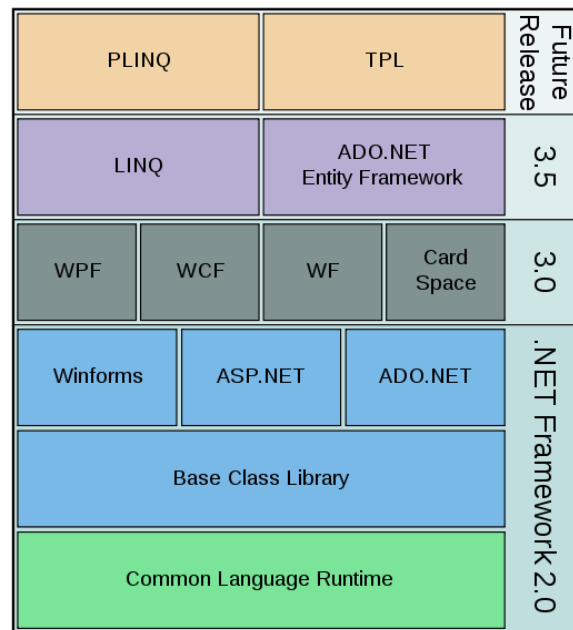 PLINQ
TPL
Future
Release
LINQ
ADO.NET
Entity Framework
3.5
WPF
WCF
WF
Card
Space
3.0
Winforms
ASP.NET
ADO.NET
Base Class Library
Common Language Runtime
.NET Framework 2.0